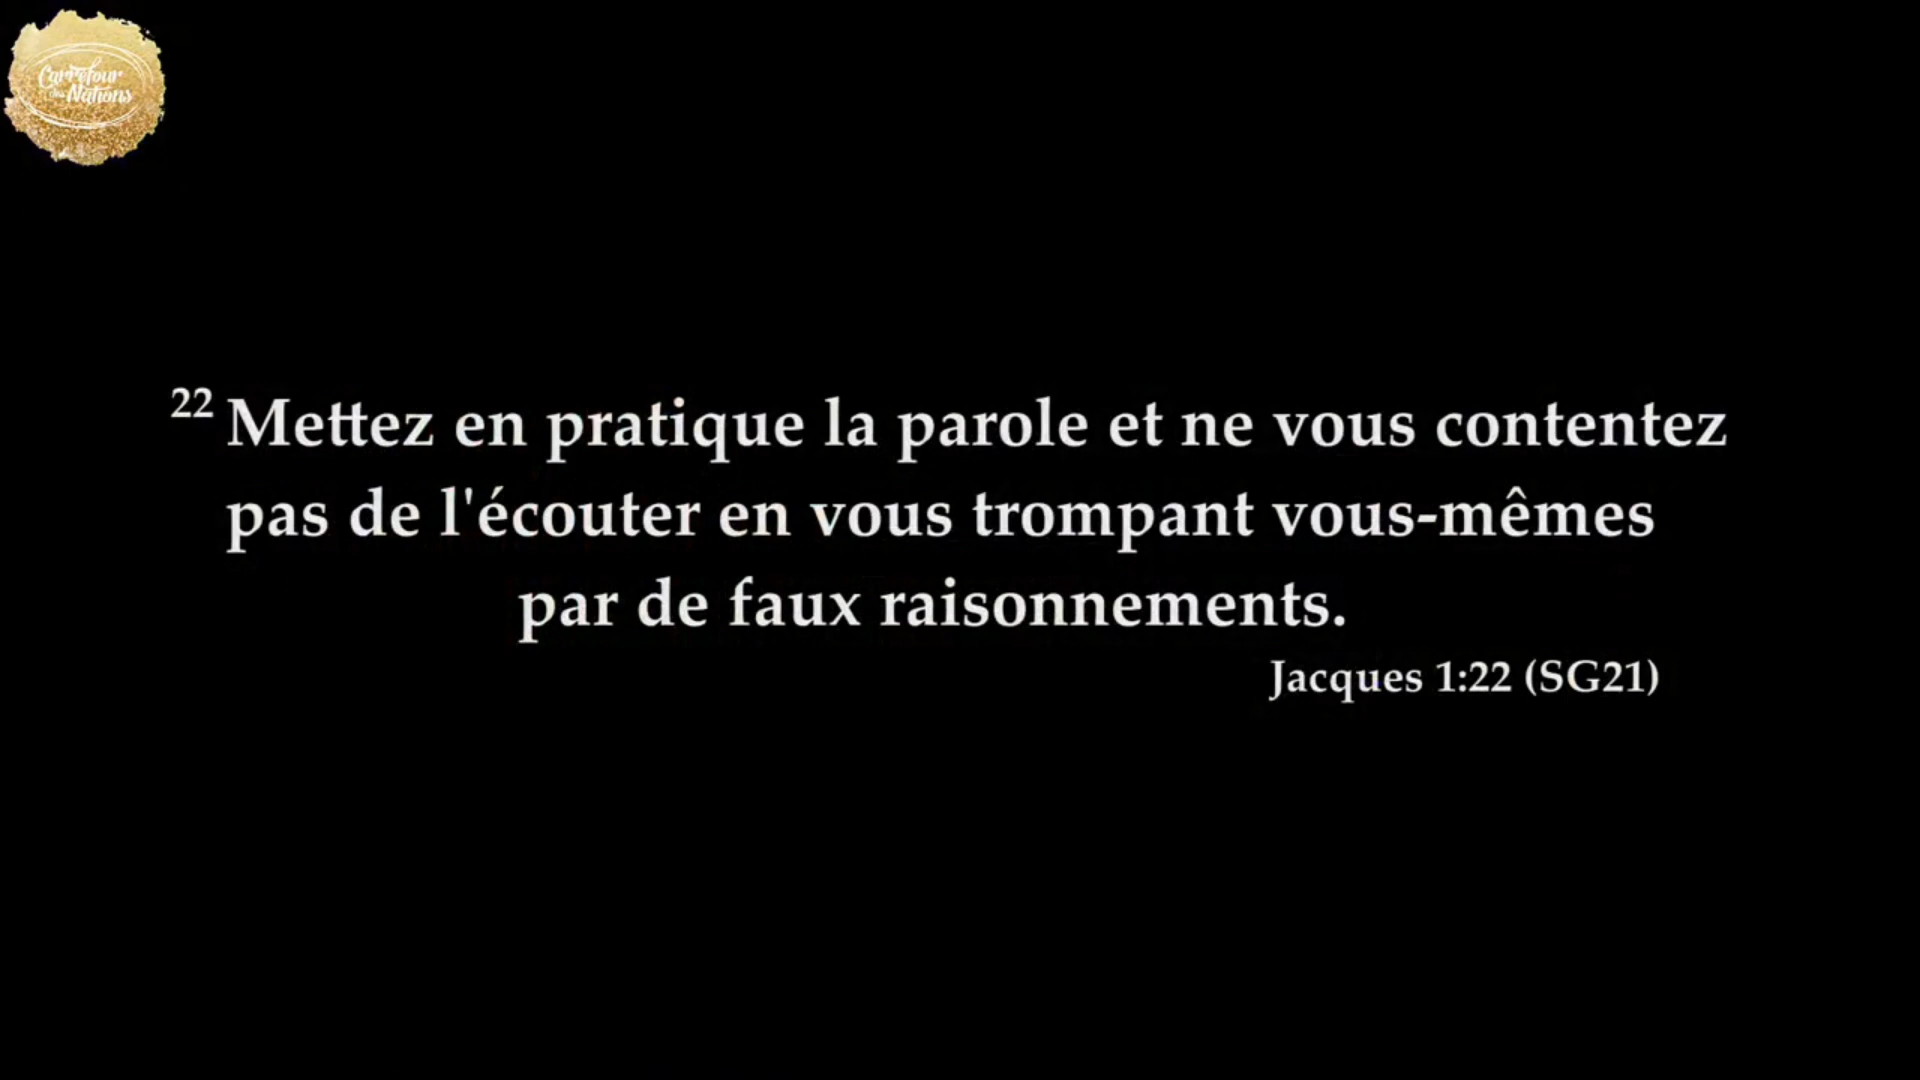 Carrefour
des Nations
22 Mettez en pratique la parole et ne vous contentez
pas de l'écouter en vous trompant vous-mêmes
par de faux raisonnements.
Jacques 1:22 (SG21)